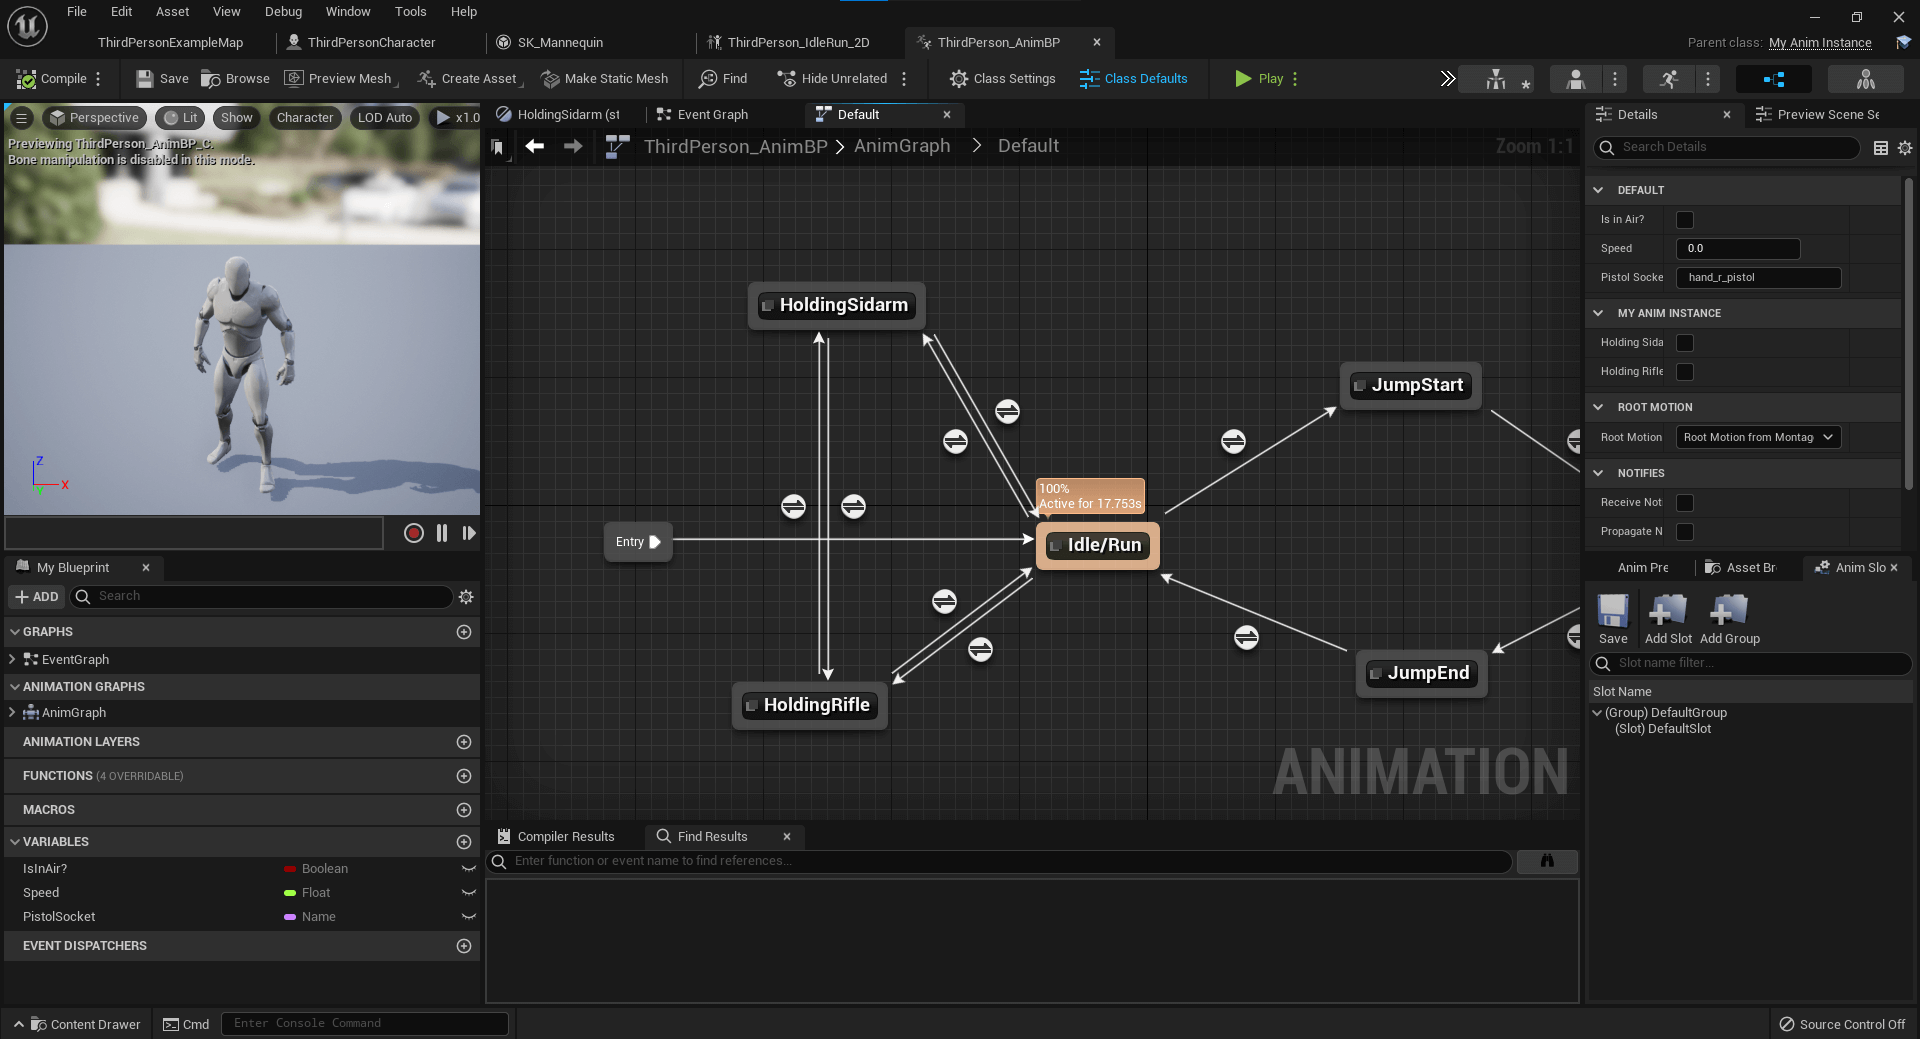 File Edit Asset View Debug Window Tools Help
ThirdPersonExampleMap ThirdPersonCharacter SK_Mannequin ThirdPerson_IdleRun_2D ThirdPerson_AnimBP
Parent class: My Anim Instance
Compile Save Browse Preview Mesh Create Asset Make Static Mesh Find Hide Unrelated Class Settings Class Defaults Play
Perspective Lit Show Character LOD Auto x1.0
Previewing ThirdPerson_AnimBP_C.
Bone manipulation is disabled in this mode.
Z
X
Y
HoldingSidarm (st Event Graph Default
ThirdPerson_AnimBP > AnimGraph > Default
Zoom 1:1
HoldingSidarm
JumpStart
100%
Active for 17.753s
Entry
Idle/Run
HoldingRifle
JumpEnd
ANIMATION
My Blueprint
ADD
Search
GRAPHS
EventGraph
ANIMATION GRAPHS
AnimGraph
ANIMATION LAYERS
FUNCTIONS (4 OVERRIDABLE)
MACROS
VARIABLES
IsInAir? Boolean
Speed Float
PistolSocket Name
EVENT DISPATCHERS
Compiler Results Find Results
Enter function or event name to find references...
Details Preview Scene Se
Search Details
DEFAULT
Is in Air?
Speed 0.0
Pistol Socke hand_r_pistol
MY ANIM INSTANCE
Holding Sida
Holding Rifle
ROOT MOTION
Root Motion Root Motion from Montag
NOTIFIES
Receive Not
Propagate N
Anim Pre Asset Br Anim Slo
Save Add Slot Add Group
Slot name filter...
Slot Name
(Group) DefaultGroup
(Slot) DefaultSlot
Content Drawer Cmd Enter Console Command
Source Control Off